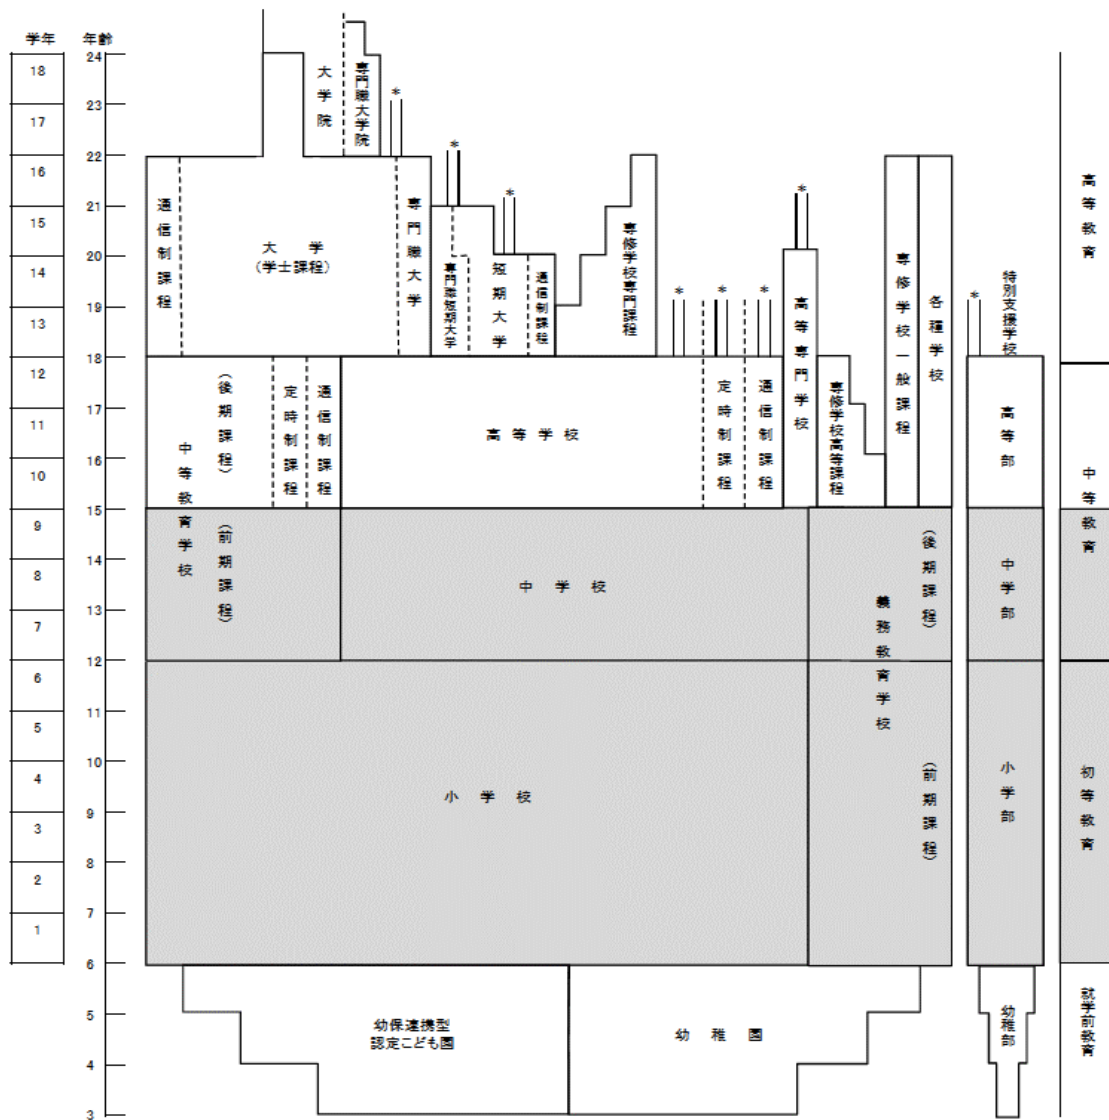 学年
年齢
18
17
16
15
14
13
12
11
10
9
8
7
6
5
4
3
2
1
24
23
22
21
20
19
18
17
16
15
14
13
12
11
10
9
8
7
6
5
4
3
大学院
専門職大学院
*
*
*
*
通信制課程
大学
(学士課程)
専門職大学
専門職短期大学
短期大学
通信制課程
専修学校専門課程
*
*
*
高等専門学校
専修学校一般課程
各種学校
*
特別支援学校
中等教育学校
(後期課程)
定時制課程
通信制課程
高等学校
定時制課程
通信制課程
専修学校高等課程
高等部
(前期課程)
中学校
義務教育学校
(後期課程)
中学部
小学校
(前期課程)
小学部
幼保連携型
認定こども園
幼稚園
幼稚部
高等教育
中等教育
初等教育
就学前教育